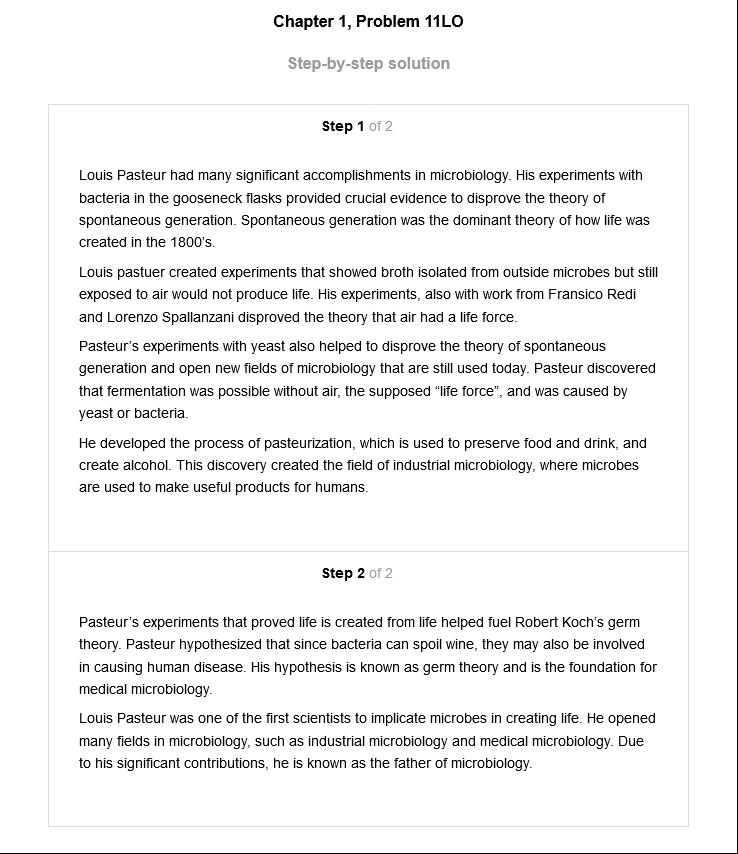 Chapter 1, Problem 11LO
Step-by-step solution
Step 1 of 2
Louis Pasteur had many significant accomplishments in microbiology. His experiments with
bacteria in the gooseneck flasks provided crucial evidence to disprove the theory of
spontaneous generation. Spontaneous generation was the dominant theory of how life was
created in the 1800's.
Louis pastuer created experiments that showed broth isolated from outside microbes but still
exposed to air would not produce life. His experiments, also with work from Fransico Redi
and Lorenzo Spallanzani disproved the theory that air had a life force.
Pasteur's experiments with yeast also helped to disprove the theory of spontaneous
generation and open new fields of microbiology that are still used today. Pasteur discovered
that fermentation was possible without air, the supposed “life force”, and was caused by
yeast or bacteria.
He developed the process of pasteurization, which is used to preserve food and drink, and
create alcohol. This discovery created the field of industrial microbiology, where microbes
are used to make useful products for humans.
Step 2 of 2
Pasteur's experiments that proved life is created from life helped fuel Robert Koch's germ
theory. Pasteur hypothesized that since bacteria can spoil wine, they may also be involved
in causing human disease. His hypothesis is known as germ theory and is the foundation for
medical microbiology.
Louis Pasteur was one of the first scientists to implicate microbes in creating life. He opened
many fields in microbiology, such as industrial microbiology and medical microbiology. Due
to his significant contributions, he is known as the father of microbiology.